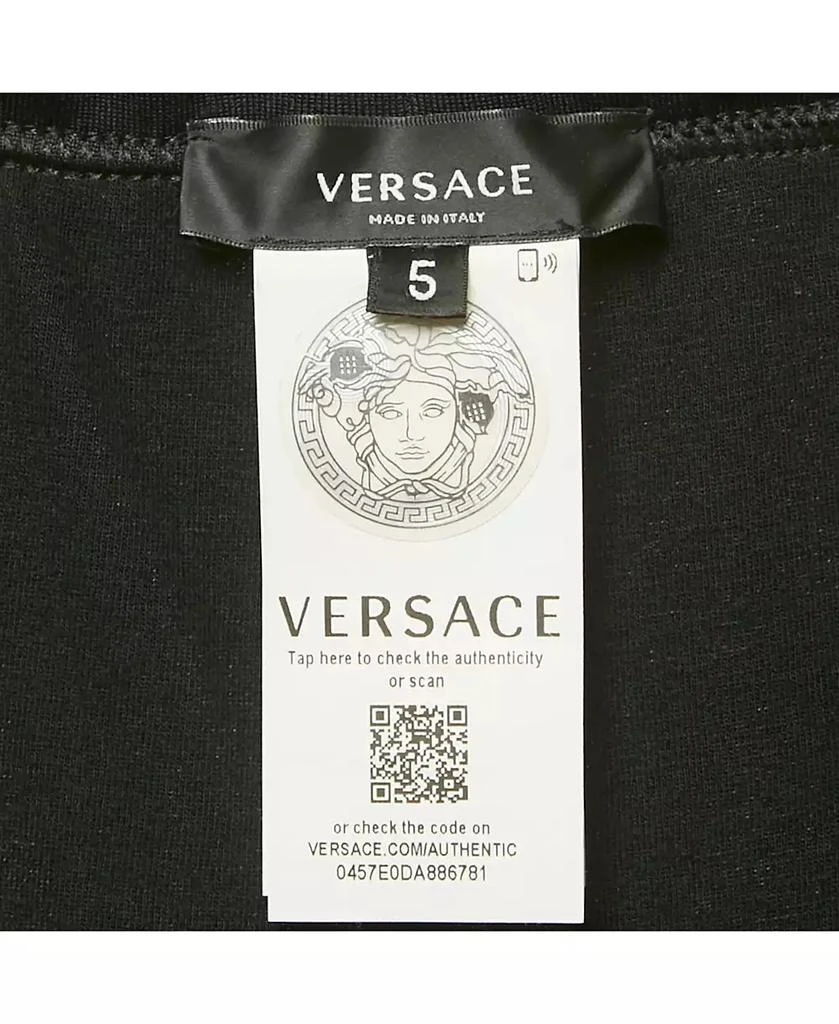 VERSACE
MADE IN ITALY
5
VERSACE
Tap here to check the authenticity
or scan
or check the code on
VERSACE.COM/AUTHENTIC
0457E0DA886781